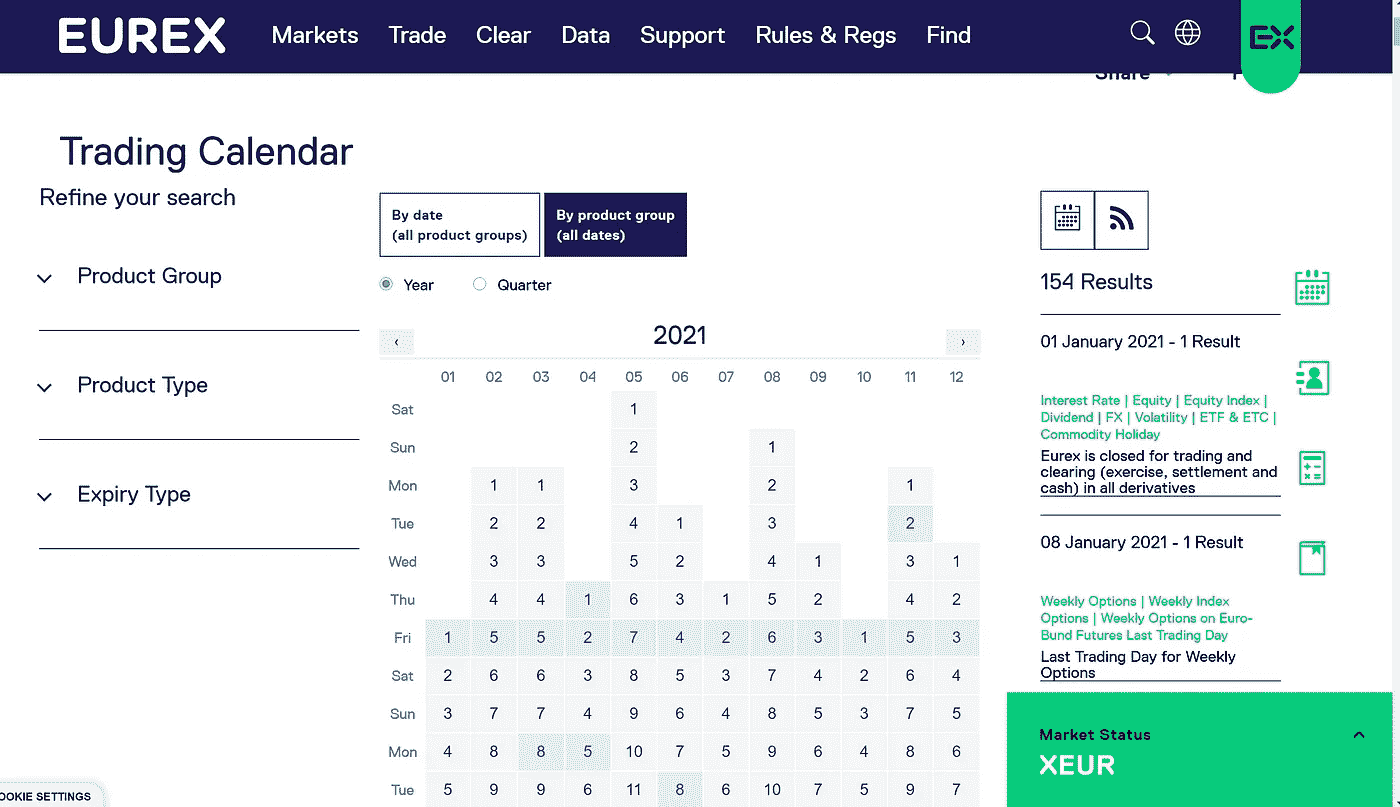 EUREX Markets Trade Clear Data Support Rules & Regs Find EX
Share
Trading Calendar
Refine your search
Product Group
Product Type
Expiry Type
By date
(all product groups)
By product group
(all dates)
Year Quarter
‹ 2021 ›
01 02 03 04 05 06 07 08 09 10 11 12
Sat 1
Sun 2 1
Mon 1 1 3 2 1
Tue 2 2 4 1 3 2
Wed 3 3 5 2 4 1 3 1
Thu 4 4 1 6 3 1 5 2 4 2
Fri 1 5 5 2 7 4 2 6 3 1 5 3
Sat 2 6 6 3 8 5 3 7 4 2 6 4
Sun 3 7 7 4 9 6 4 8 5 3 7 5
Mon 4 8 8 5 10 7 5 9 6 4 8 6
Tue 5 9 9 6 11 8 6 10 7 5 9 7
154 Results
01 January 2021 - 1 Result
Interest Rate | Equity | Equity Index |
Dividend | FX | Volatility | ETF & ETC |
Commodity Holiday
Eurex is closed for trading and
clearing (exercise, settlement and
cash) in all derivatives
08 January 2021 - 1 Result
Weekly Options | Weekly Index
Options | Weekly Options on Euro-
Bund Futures Last Trading Day
Last Trading Day for Weekly
Options
Market Status
XEUR
OOKIE SETTINGS